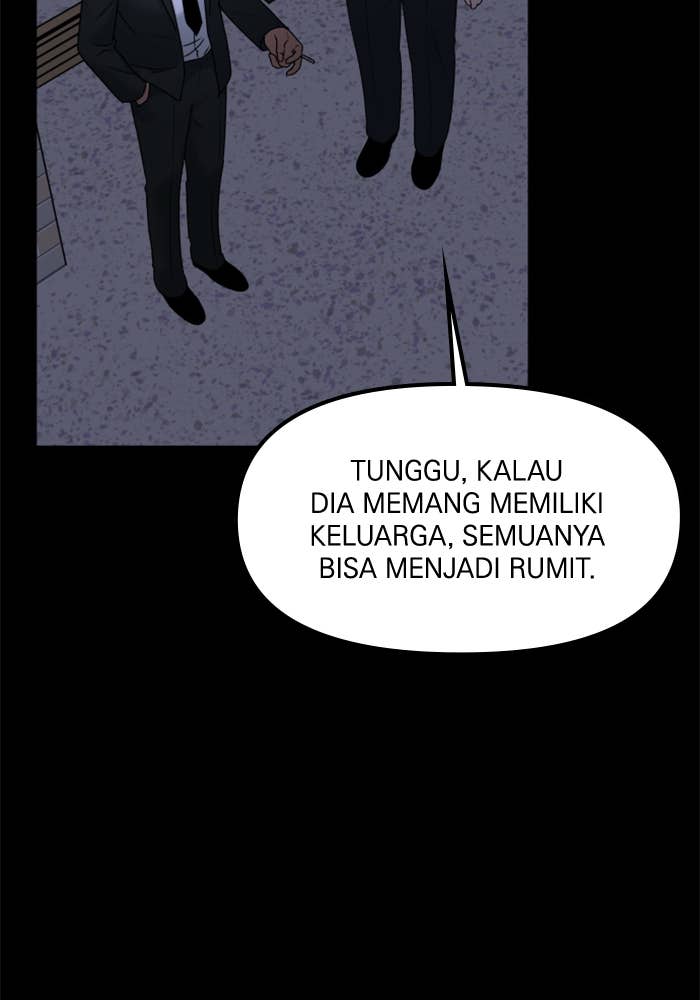 TUNGGU, KALAU
DIA MEMANG MEMILIKI
KELUARGA, SEMUANYA
BISA MENJADI RUMIT.